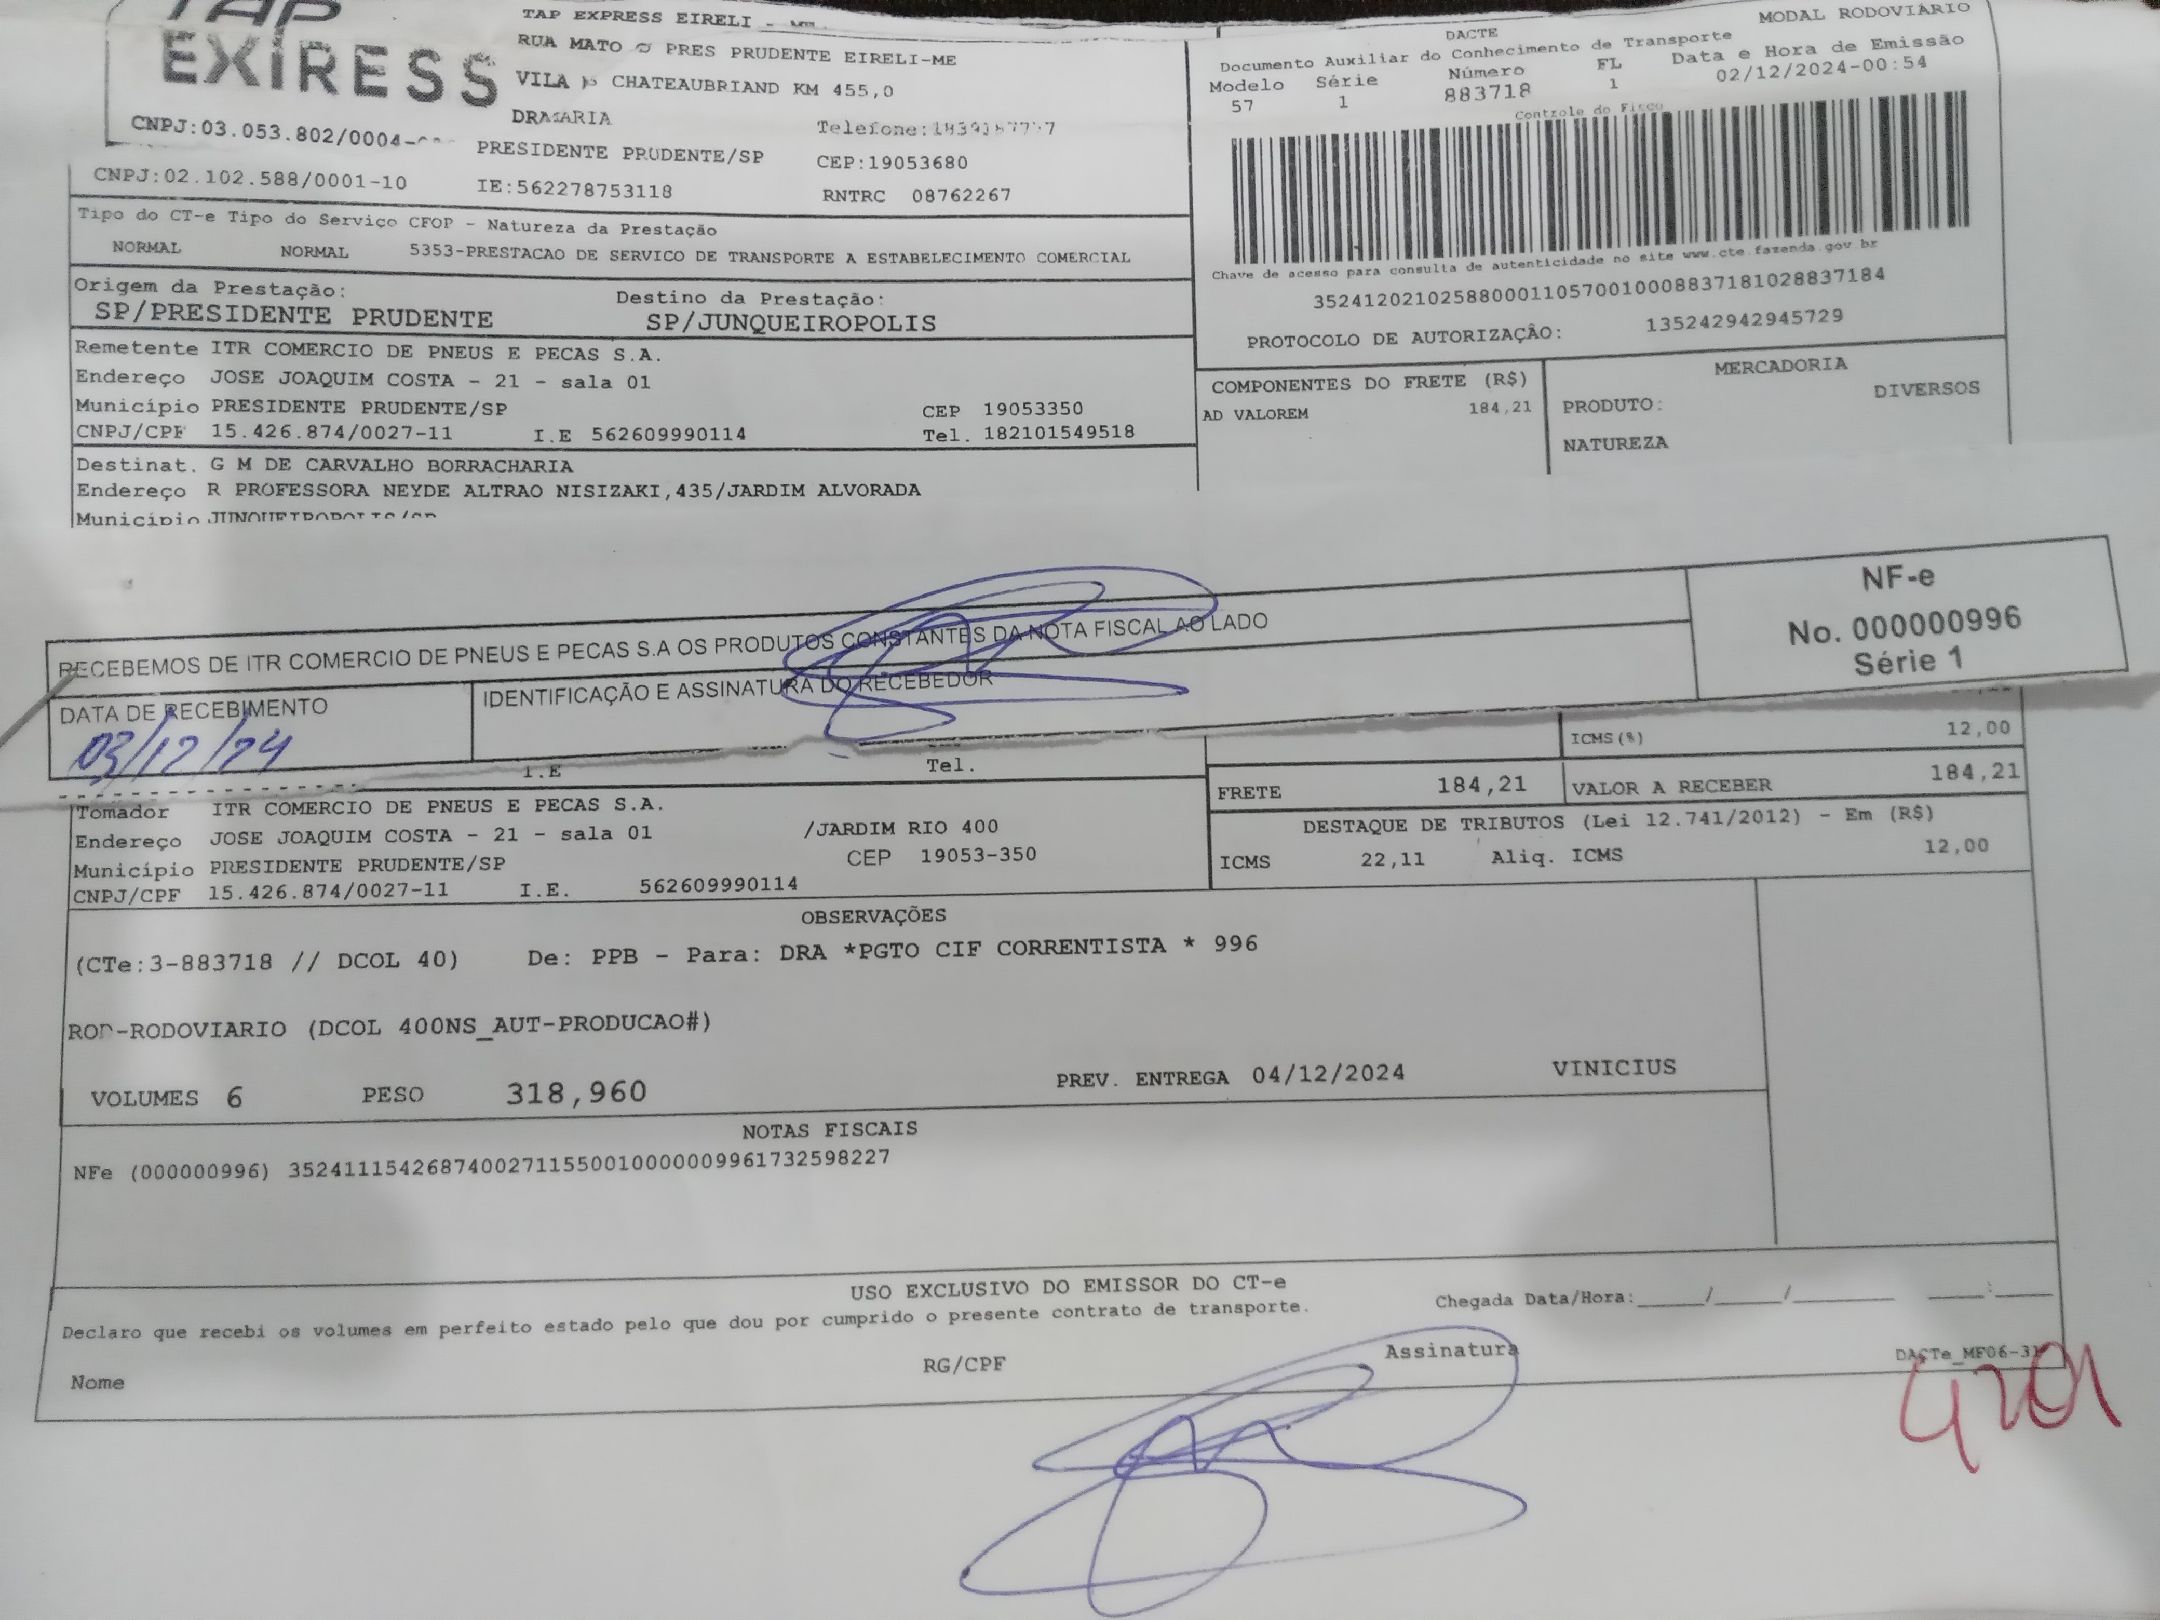 TAP
EXPRESS
TAP EXPRESS EIRELI - ME
RUA MATO PRES PRUDENTE EIRELI-ME
VILA CHATEAUBRIAND KM 455,0
CNPJ:03.053.802/0004-
PRESIDENTE PRUDENTE/SP CEP:19053680
CNPJ:02.102.588/0001-10 IE:562278753118 RNTRC 08762267
Tipo do CT-e Tipo do Serviço CFOP - Natureza da Prestação
NORMAL NORMAL 5353-PRESTACAO DE SERVICO DE TRANSPORTE A ESTABELECIMENTO COMERCIAL
Origem da Prestação: Destino da Prestação:
SP/PRESIDENTE PRUDENTE SP/JUNQUEIROPOLIS
Remetente ITR COMERCIO DE PNEUS E PECAS S.A.
Endereço JOSE JOAQUIM COSTA - 21 - sala 01
Município PRESIDENTE PRUDENTE/SP CEP 19053350
CNPJ/CPF 15.426.874/0027-11 I.E 562609990114 Tel. 182101549518
Destinat. G M DE CARVALHO BORRACHARIA
Endereço R PROFESSORA NEYDE ALTRAO NISIZAKI,435/JARDIM ALVORADA
Município JUNQUEIROPOLIS/SP
MODAL RODOVIÁRIO
DACTE
Documento Auxiliar do Conhecimento de Transporte
Modelo Série Número FL Data e Hora de Emissão
57 1 883718 1 02/12/2024-00:54
Controle do Fisco
Chave de acesso para consulta de autenticidade no site www.cte.fazenda.gov.br
35241202102588000110570010008837181028837184
PROTOCOLO DE AUTORIZAÇÃO: 135242942945729
COMPONENTES DO FRETE (R$)
AD VALOREM 184,21
MERCADORIA
PRODUTO: DIVERSOS
NATUREZA
RECEBEMOS DE ITR COMERCIO DE PNEUS E PECAS S.A OS PRODUTOS CONSTANTES DA NOTA FISCAL AO LADO
DATA DE RECEBIMENTO
03/12/24
IDENTIFICAÇÃO E ASSINATURA DO RECEBEDOR
NF-e
No. 000000996
Série 1
I.E Tel.
ICMS(%) 12,00
FRETE 184,21 VALOR A RECEBER 184,21
DESTAQUE DE TRIBUTOS (Lei 12.741/2012) - Em (R$)
ICMS 22,11 Aliq. ICMS 12,00
Tomador ITR COMERCIO DE PNEUS E PECAS S.A.
Endereço JOSE JOAQUIM COSTA - 21 - sala 01 /JARDIM RIO 400
Município PRESIDENTE PRUDENTE/SP CEP 19053-350
CNPJ/CPF 15.426.874/0027-11 I.E. 562609990114
OBSERVAÇÕES
(CTe:3-883718 // DCOL 40) De: PPB - Para: DRA *PGTO CIF CORRENTISTA * 996
ROD-RODOVIARIO (DCOL 400NS_AUT-PRODUCAO#)
VOLUMES 6 PESO 318,960 PREV. ENTREGA 04/12/2024 VINICIUS
NOTAS FISCAIS
NFe (000000996) 35241115426874002711550010000009961732598227
USO EXCLUSIVO DO EMISSOR DO CT-e
Declaro que recebi os volumes em perfeito estado pelo que dou por cumprido o presente contrato de transporte.
Chegada Data/Hora:_____/_____/_______ ____:____
Nome RG/CPF Assinatura DACTe_MF06-31
4201